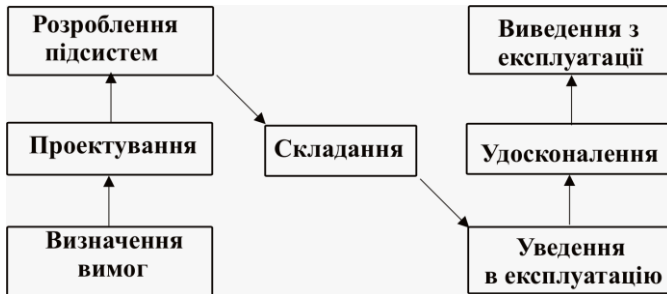 Розроблення
підсистем
Виведення з
експлуатації
Проектування
Складання
Удосконалення
Визначення
вимог
Уведення
в експлуатацію